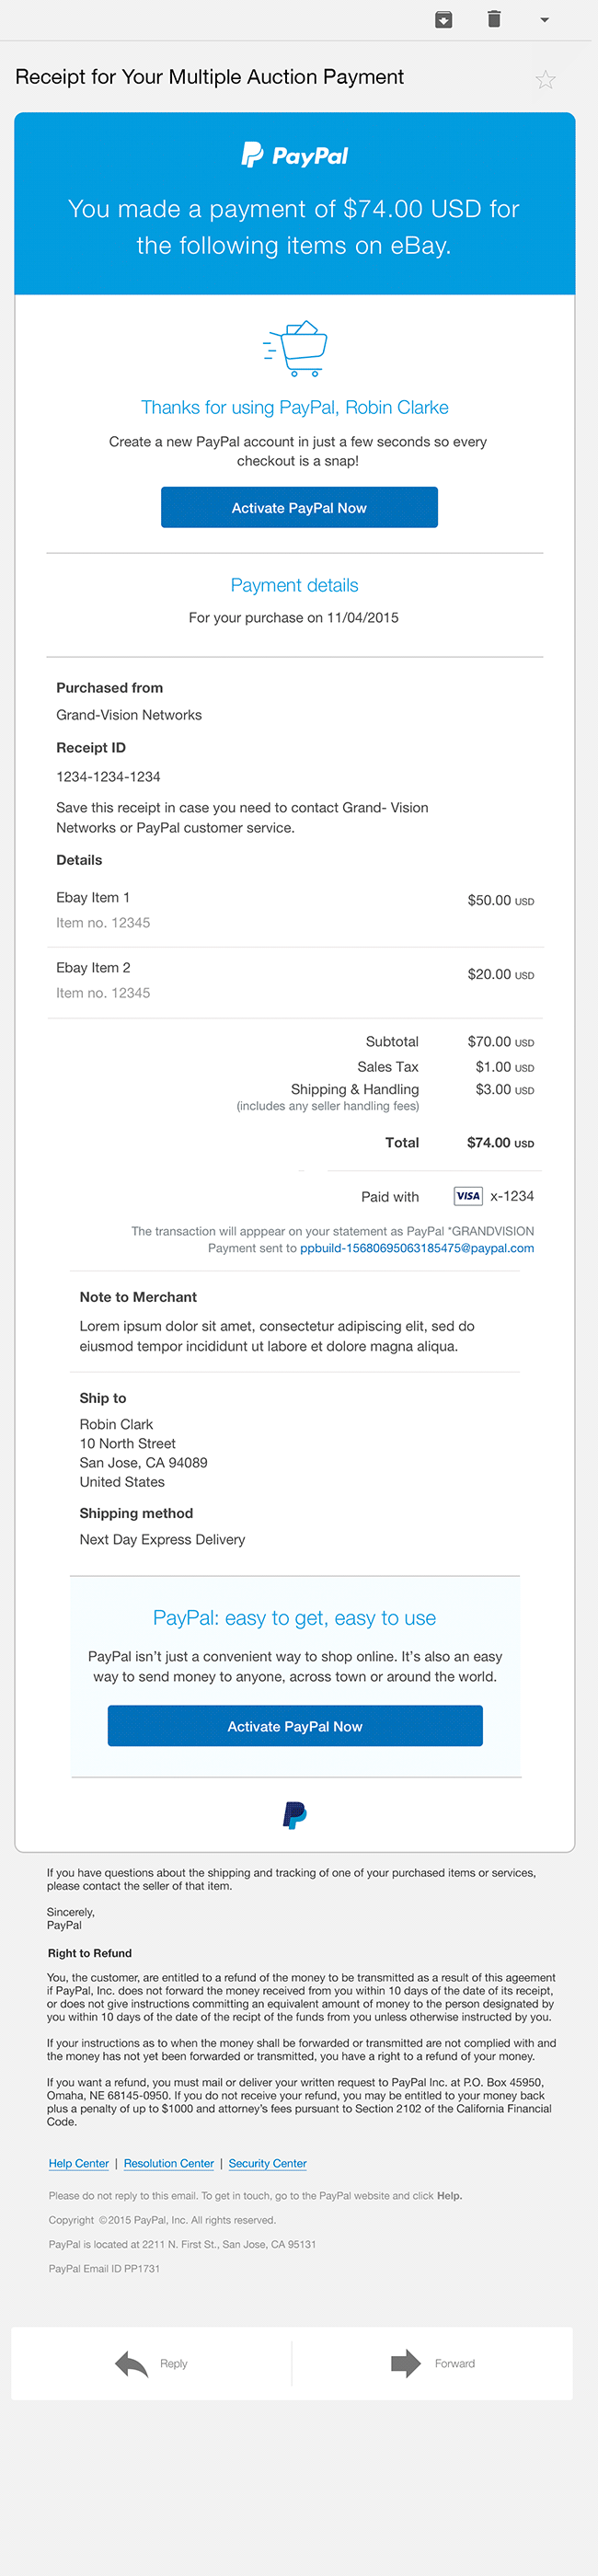 Receipt for Your Multiple Auction Payment
PayPal
You made a payment of $74.00 USD for
the following items on eBay.
Thanks for using PayPal, Robin Clarke
Create a new PayPal account in just a few seconds so every
checkout is a snap!
Activate PayPal Now
Payment details
For your purchase on 11/04/2015
Purchased from
Grand-Vision Networks
Receipt ID
1234-1234-1234
Save this receipt in case you need to contact Grand- Vision
Networks or PayPal customer service.
Details
Ebay Item 1 $50.00 USD
Item no. 12345
Ebay Item 2 $20.00 USD
Item no. 12345
Subtotal $70.00 USD
Sales Tax $1.00 USD
Shipping & Handling $3.00 USD
(includes any seller handling fees)
Total $74.00 USD
Paid with VISA x-1234
The transaction will apppear on your statement as PayPal *GRANDVISION
Payment sent to ppbuild-15680695063185475@paypal.com
Note to Merchant
Lorem ipsum dolor sit amet, consectetur adipiscing elit, sed do
eiusmod tempor incididunt ut labore et dolore magna aliqua.
Ship to
Robin Clark
10 North Street
San Jose, CA 94089
United States
Shipping method
Next Day Express Delivery
PayPal: easy to get, easy to use
PayPal isn't just a convenient way to shop online. It's also an easy
way to send money to anyone, across town or around the world.
Activate PayPal Now
If you have questions about the shipping and tracking of one of your purchased items or services,
please contact the seller of that item.
Sincerely,
PayPal
Right to Refund
You, the customer, are entitled to a refund of the money to be transmitted as a result of this ageement
if PayPal, Inc. does not forward the money received from you within 10 days of the date of its receipt,
or does not give instructions committing an equivalent amount of money to the person designated by
you within 10 days of the date of the recipt of the funds from you unless otherwise instructed by you.
If your instructions as to when the money shall be forwarded or transmitted are not complied with and
the money has not yet been forwarded or transmitted, you have a right to a refund of your money.
If you want a refund, you must mail or deliver your written request to PayPal Inc. at P.O. Box 45950,
Omaha, NE 68145-0950. If you do not receive your refund, you may be entitled to your money back
plus a penalty of up to $1000 and attorney's fees pursuant to Section 2102 of the California Financial
Code.
Help Center | Resolution Center | Security Center
Please do not reply to this email. To get in touch, go to the PayPal website and click Help.
Copyright ©2015 PayPal, Inc. All rights reserved.
PayPal is located at 2211 N. First St., San Jose, CA 95131
PayPal Email ID PP1731
Reply Forward